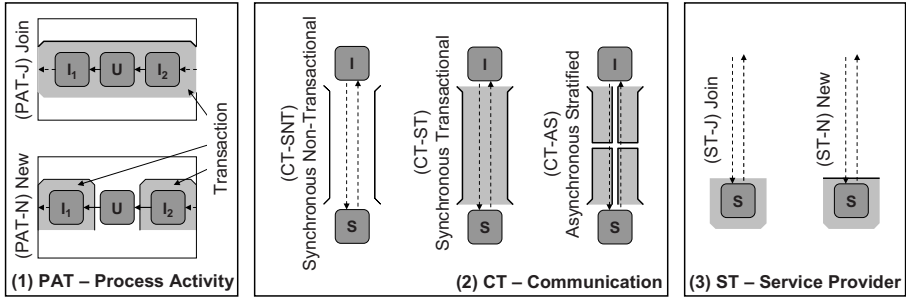 (PAT-J) Join
I1
U
I2
Transaction
(PAT-N) New
I1
U
I2
(1) PAT – Process Activity
(CT-SNT)
Synchronous Non-Transactional
I
S
(CT-ST)
Synchronous Transactional
I
S
(CT-AS)
Asynchronous Stratified
I
S
(2) CT – Communication
(ST-J) Join
S
(ST-N) New
S
(3) ST – Service Provider